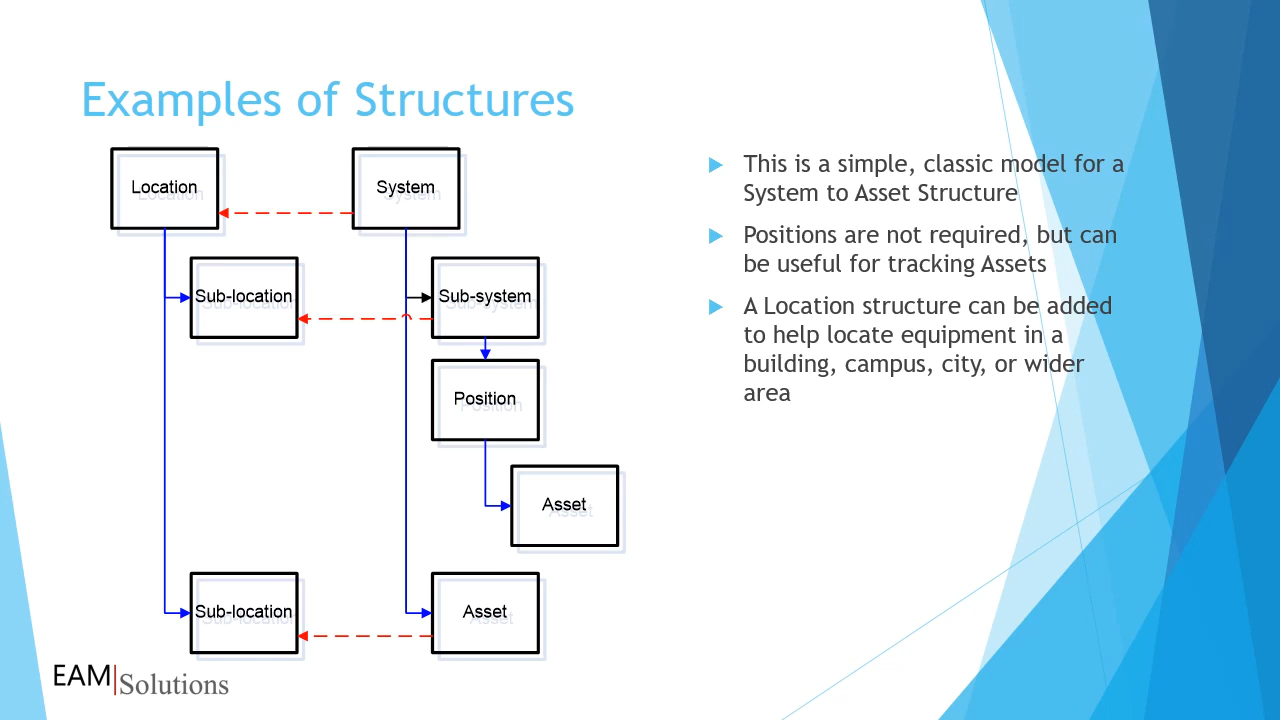 Examples of Structures
Location
System
Sub-location
Sub-system
Position
Asset
Sub-location
Asset
This is a simple, classic model for a
System to Asset Structure
Positions are not required, but can
be useful for tracking Assets
A Location structure can be added
to help locate equipment in a
building, campus, city, or wider
area
EAM|Solutions